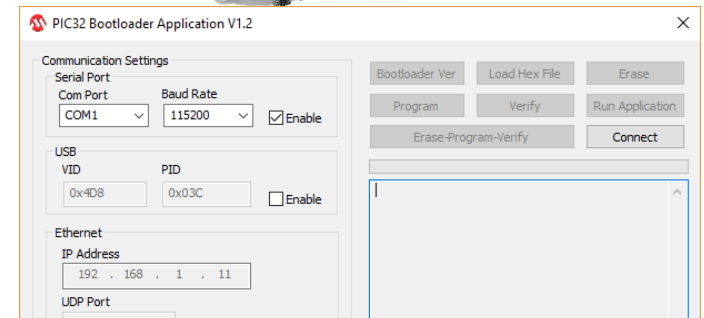 PIC32 Bootloader Application V1.2
Communication Settings
Serial Port
Com Port Baud Rate
COM1 115200 Enable
USB
VID PID
0x4D8 0x03C Enable
Ethernet
IP Address
192 . 168 . 1 . 11
UDP Port
Bootloader Ver Load Hex File Erase
Program Verify Run Application
Erase-Program-Verify Connect